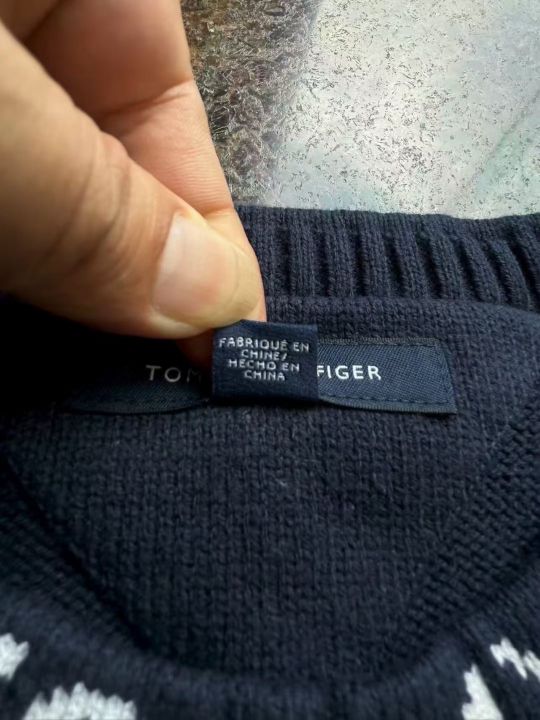 FABRIQUÉ EN
CHINE/
HECHO EN
CHINA
TOM FIGER